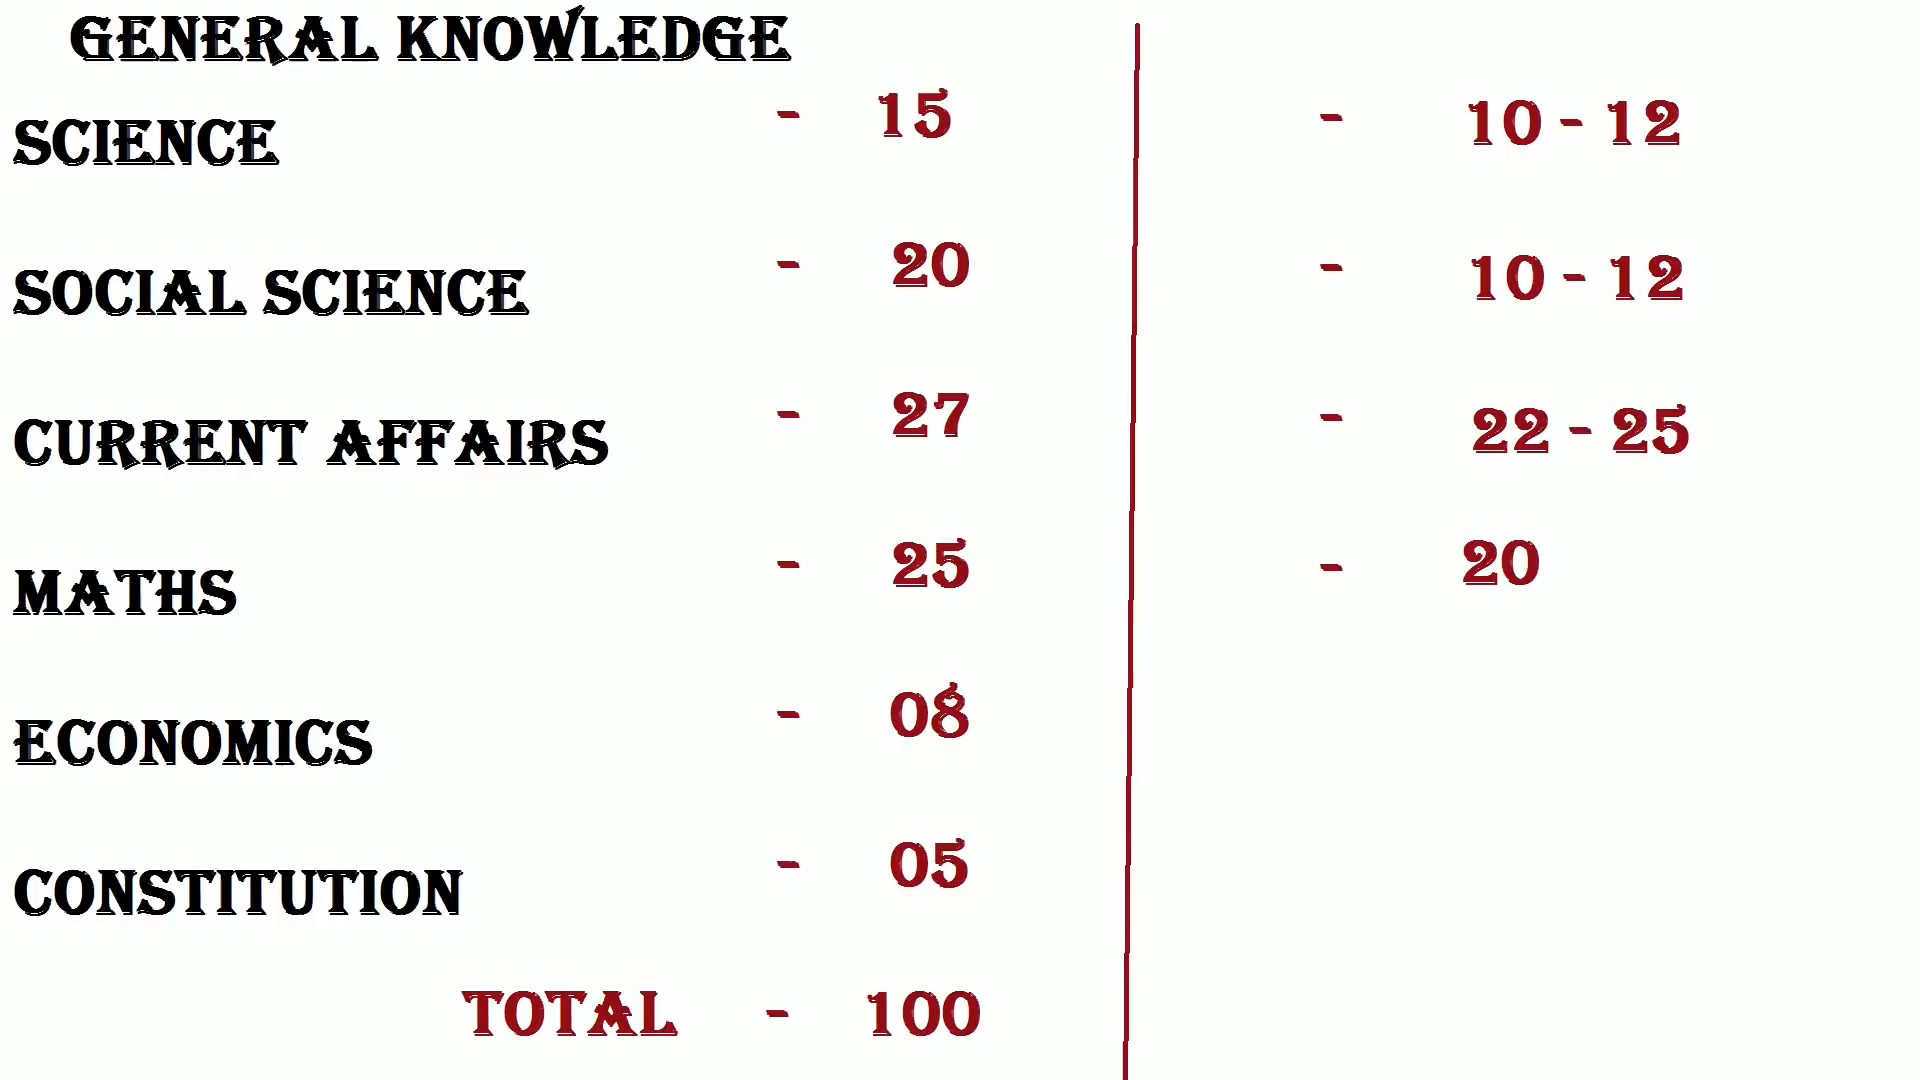 GENERAL KNOWLEDGE
SCIENCE - 15 - 10 - 12
SOCIAL SCIENCE - 20 - 10 - 12
CURRENT AFFAIRS - 27 - 22 - 25
MATHS - 25 - 20
ECONOMICS - 08
CONSTITUTION - 05
TOTAL - 100